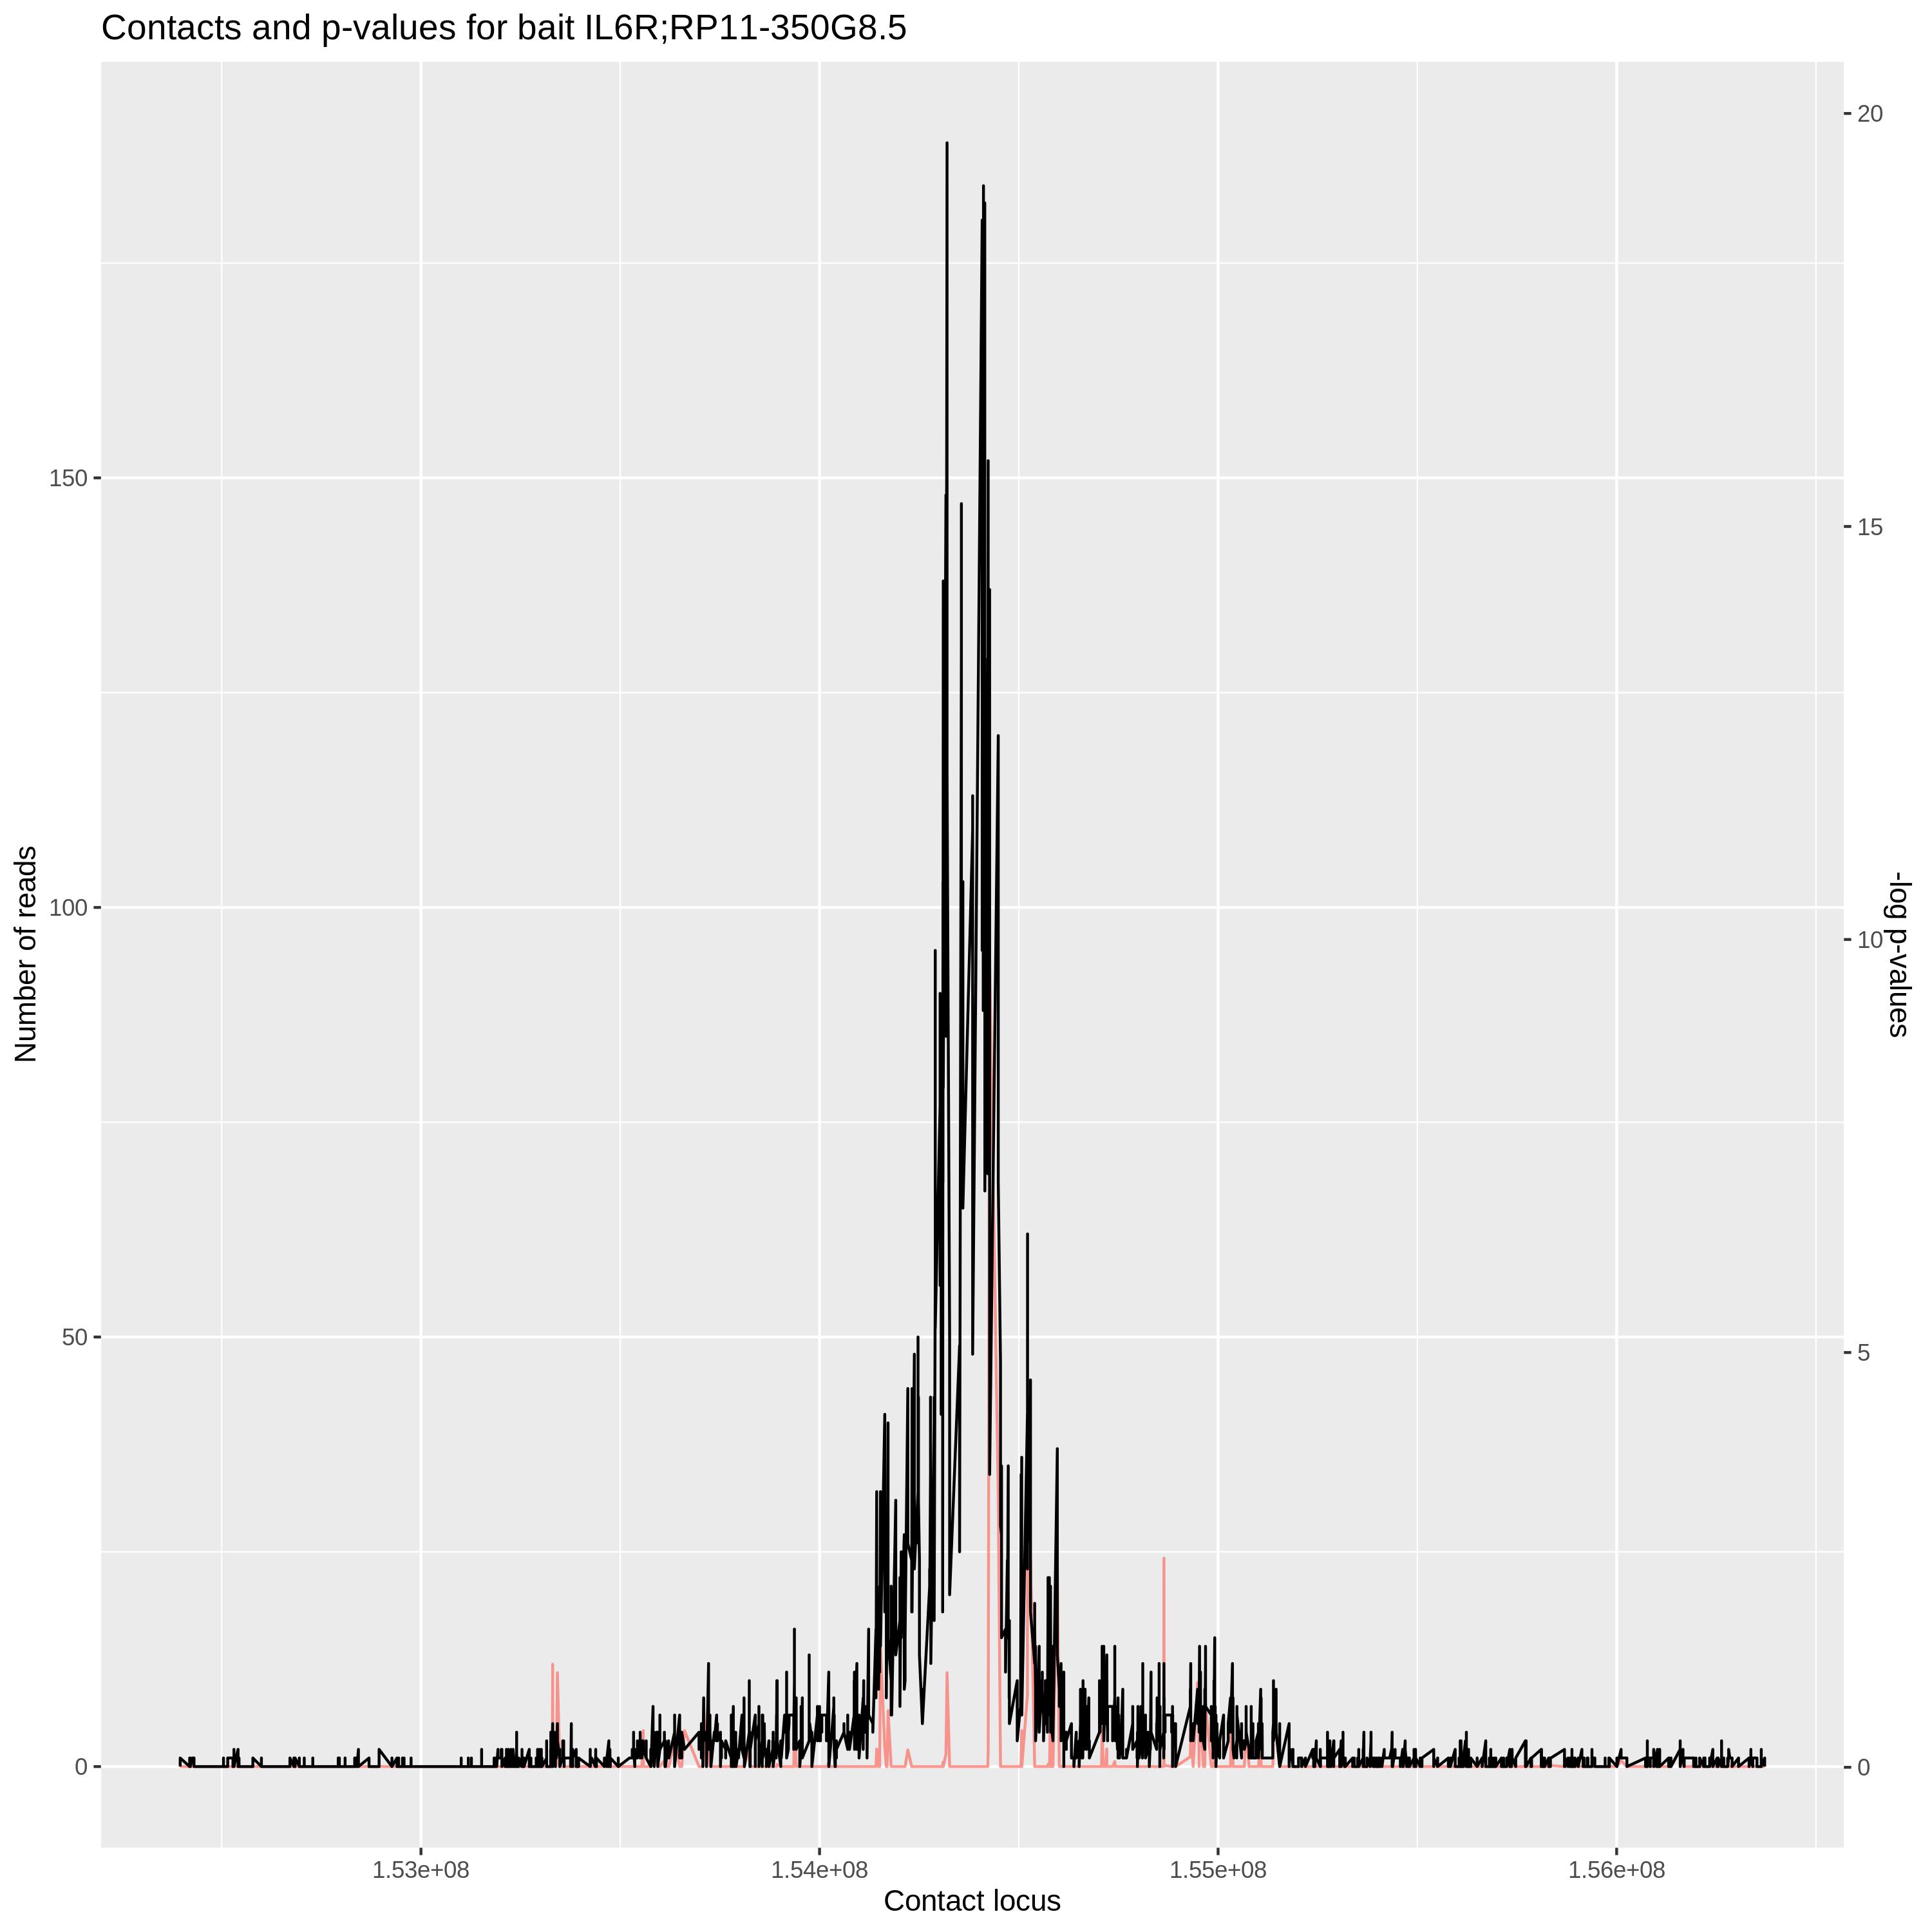 Contacts and p-values for bait IL6R;RP11-350G8.5
Number of reads
150
100
50
0
20
15
10
5
0
-log p-values
1.53e+08
1.54e+08
1.55e+08
1.56e+08
Contact locus